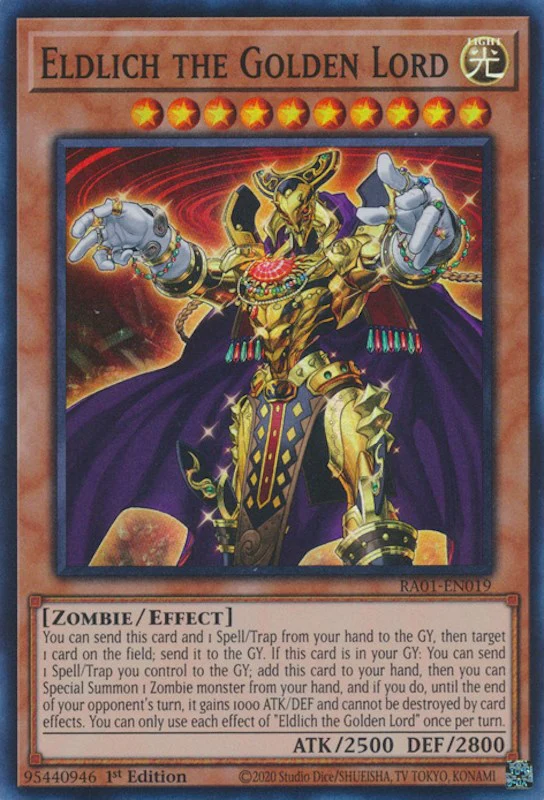 Eldlich the Golden Lord
LIGHT
光
RA01-EN019
[Zombie/Effect]
You can send this card and 1 Spell/Trap from your hand to the GY, then target
1 card on the field; send it to the GY. If this card is in your GY: You can send
1 Spell/Trap you control to the GY; add this card to your hand, then you can
Special Summon 1 Zombie monster from your hand, and if you do, until the end
of your opponent's turn, it gains 1000 ATK/DEF and cannot be destroyed by card
effects. You can only use each effect of "Eldlich the Golden Lord" once per turn.
ATK/2500 DEF/2800
95440946 1st Edition ©2020 Studio Dice/SHUEISHA, TV TOKYO, KONAMI